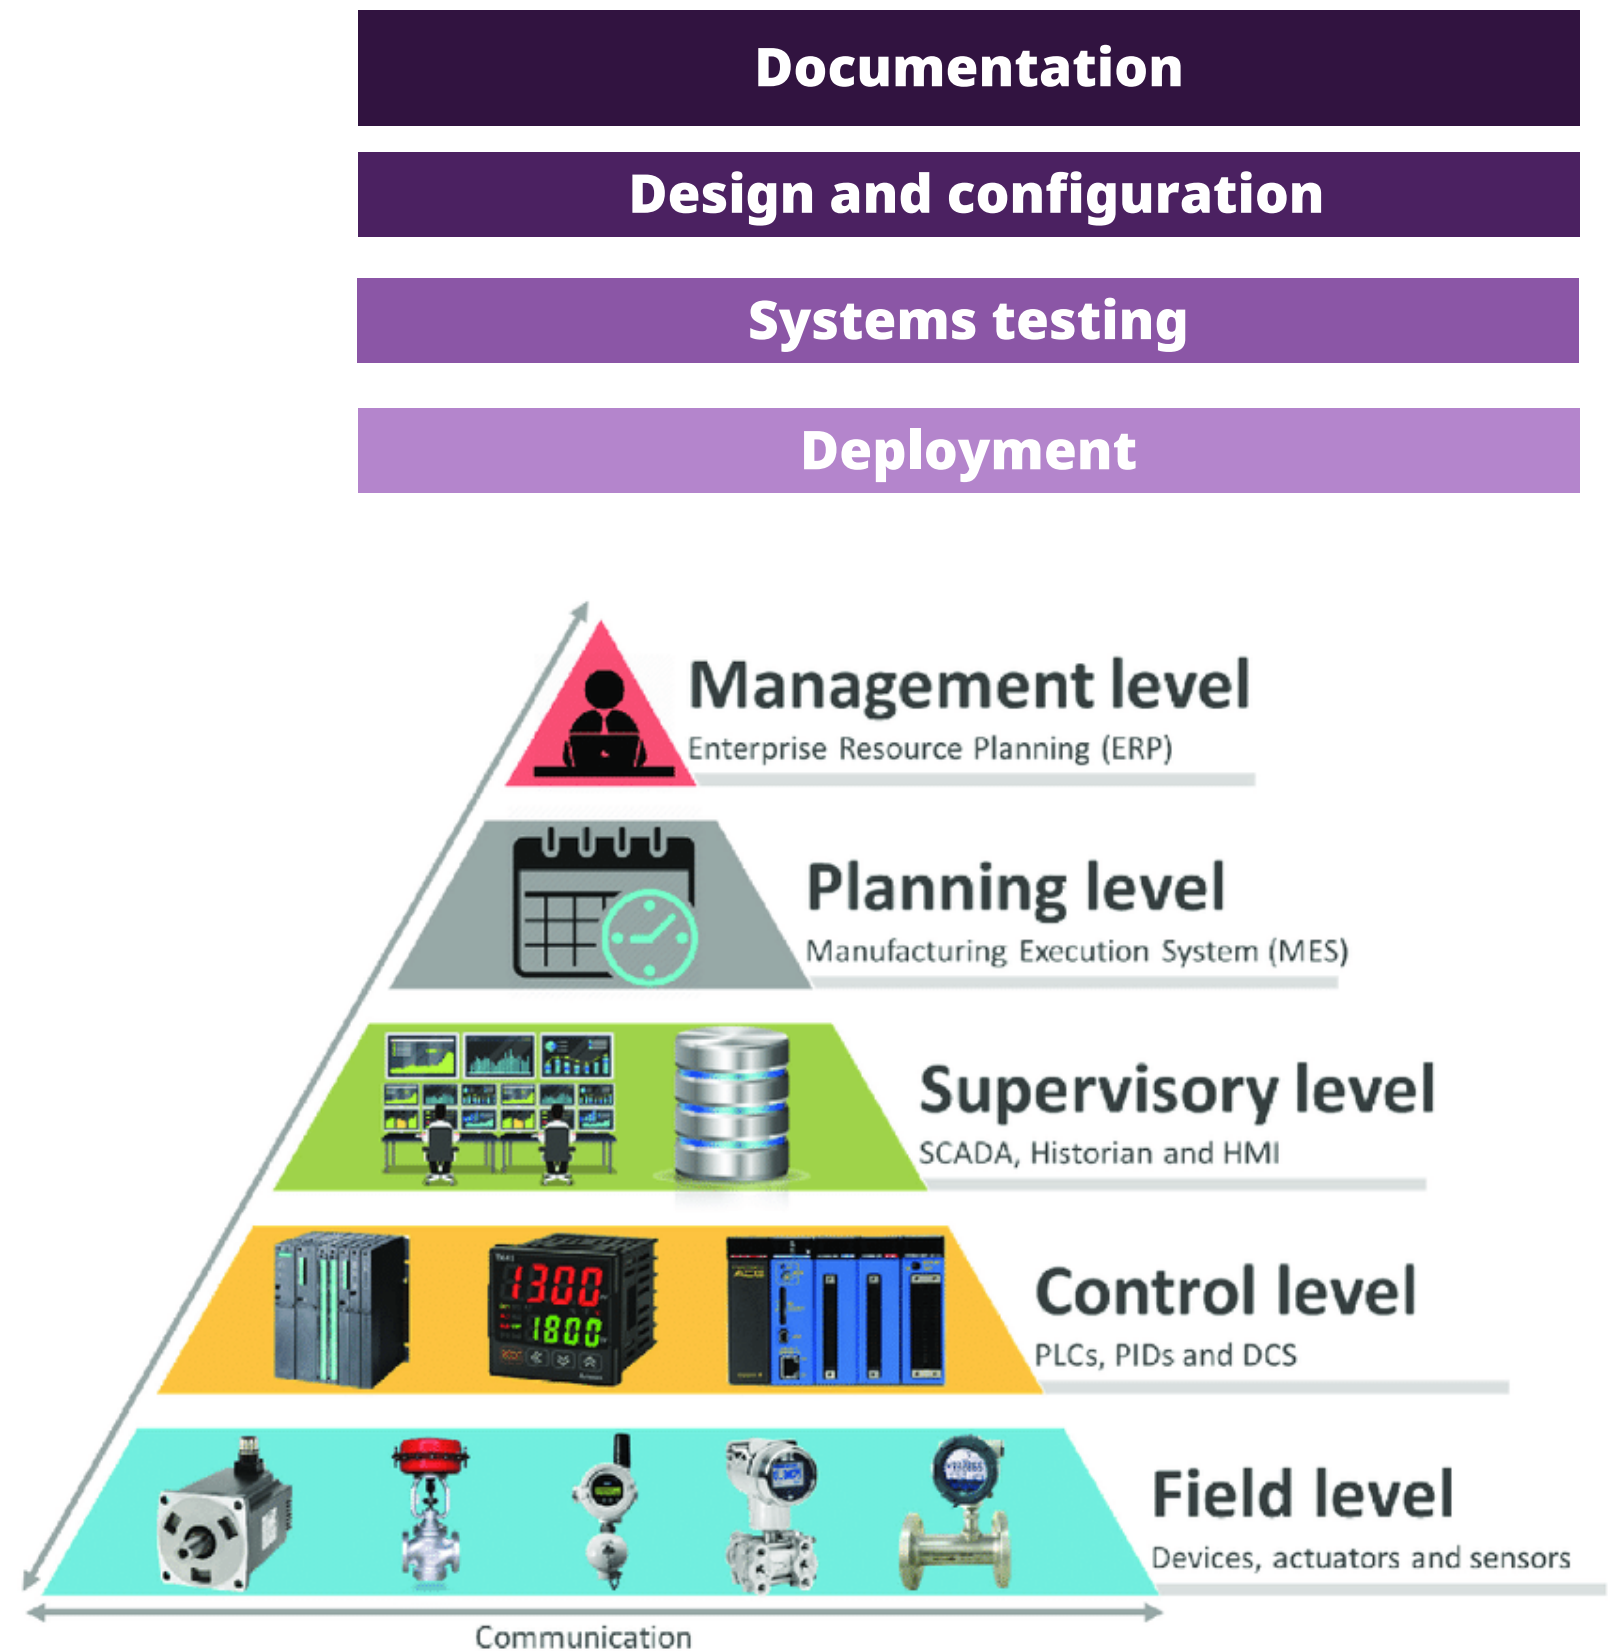 Documentation
Design and configuration
Systems testing
Deployment
Management level
Enterprise Resource Planning (ERP)
Planning level
Manufacturing Execution System (MES)
Supervisory level
SCADA, Historian and HMI
1300
1800
Control level
PLCs, PIDs and DCS
Field level
Devices, actuators and sensors
Communication